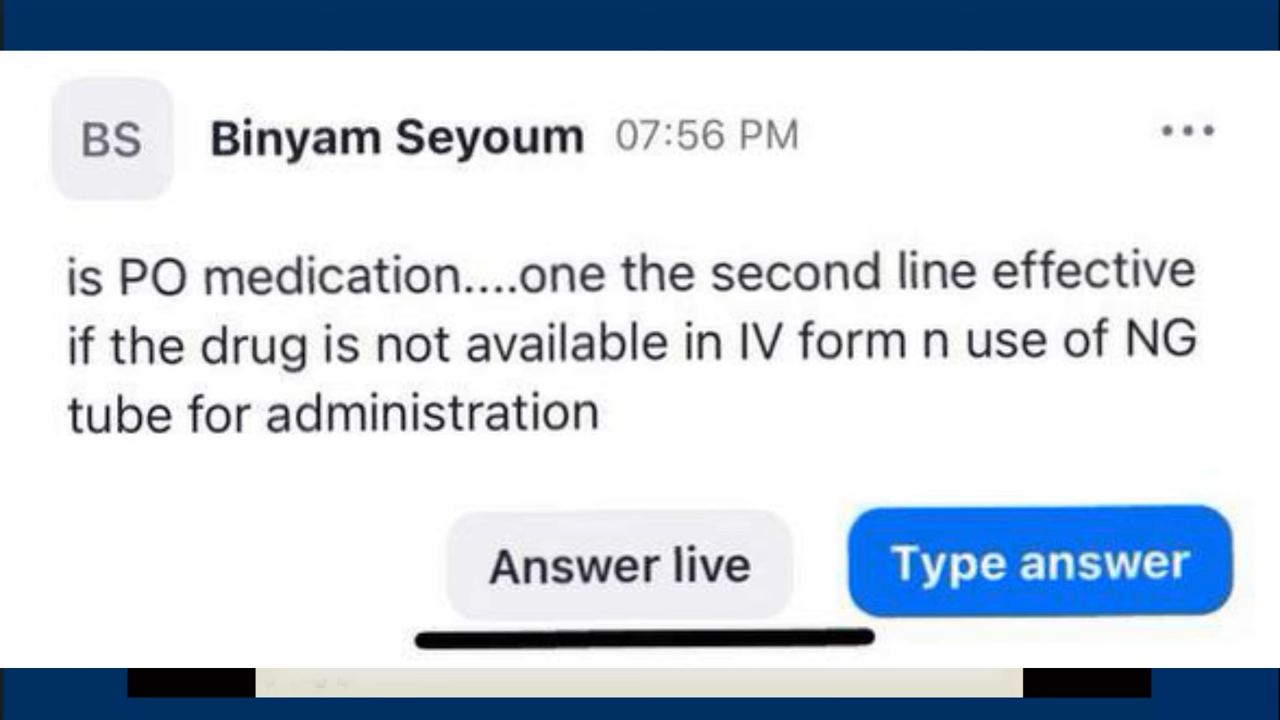 BS
Binyam Seyoum 07:56 PM
is PO medication....one the second line effective
if the drug is not available in IV form n use of NG
tube for administration
Answer live
Type answer